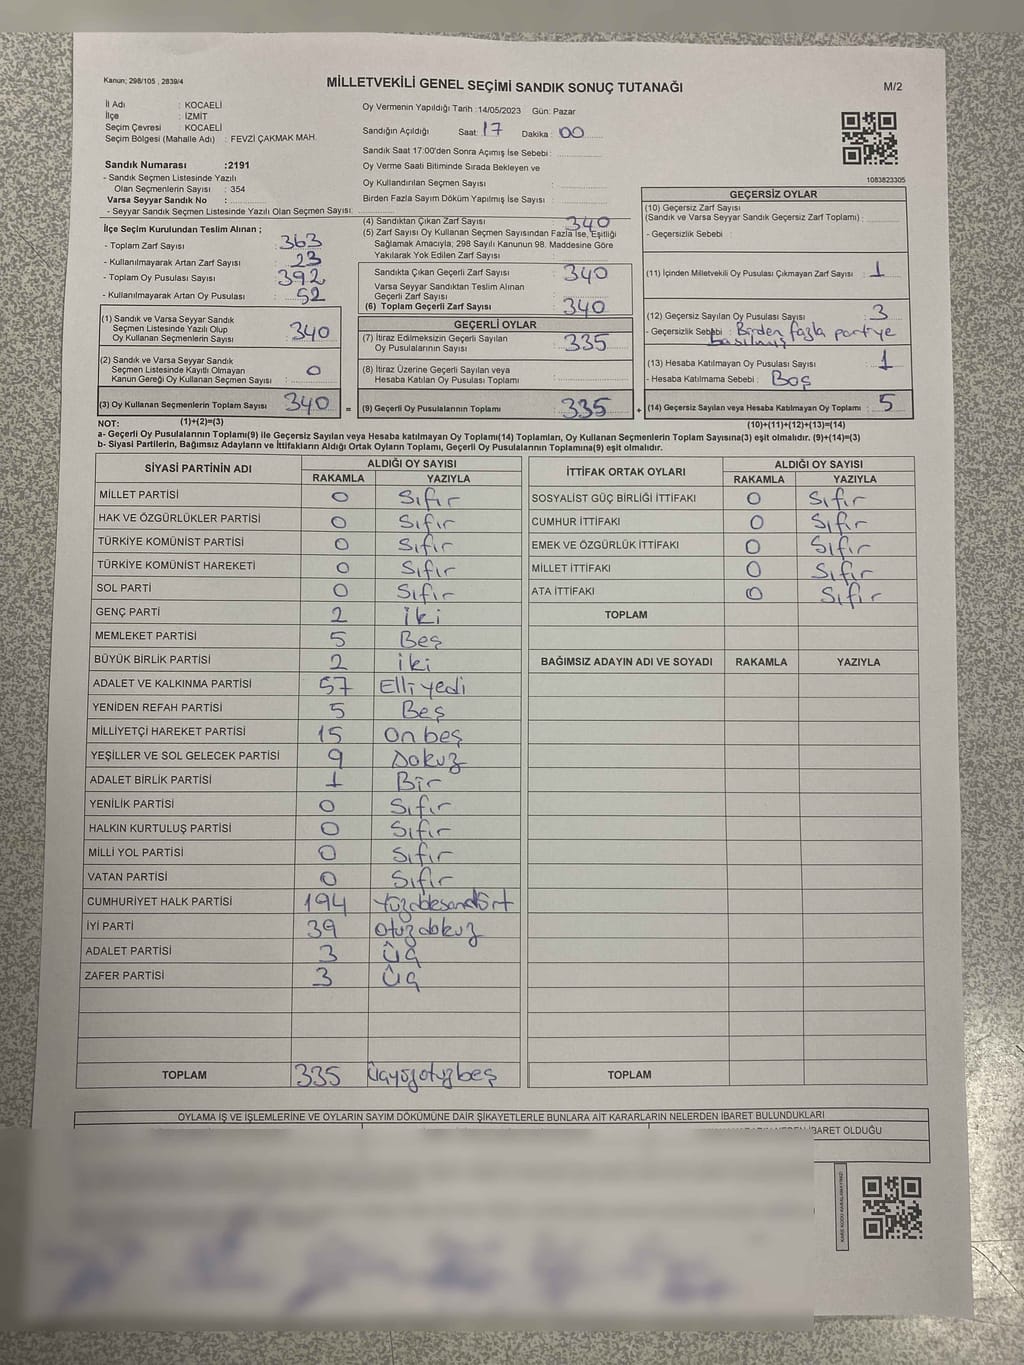 Kanun; 298/105 , 2839/4
MİLLETVEKİLİ GENEL SEÇİMİ SANDIK SONUÇ TUTANAĞI
M/2
İl Adı : KOCAELİ
İlçe : İZMİT
Seçim Çevresi : KOCAELİ
Seçim Bölgesi (Mahalle Adı) : FEVZİ ÇAKMAK MAH.
Sandık Numarası :2191
- Sandık Seçmen Listesinde Yazılı
Olan Seçmenlerin Sayısı : 354
Varsa Seyyar Sandık No :
- Seyyar Sandık Seçmen Listesinde Yazılı Olan Seçmen Sayısı:
İlçe Seçim Kurulundan Teslim Alınan ;
- Toplam Zarf Sayısı : 363
- Kullanılmayarak Artan Zarf Sayısı : 23
- Toplam Oy Pusulası Sayısı : 392
- Kullanılmayarak Artan Oy Pusulası : 52
(1) Sandık ve Varsa Seyyar Sandık
Seçmen Listesinde Yazılı Olup
Oy Kullanan Seçmenlerin Sayısı : 340
(2) Sandık ve Varsa Seyyar Sandık
Seçmen Listesinde Kayıtlı Olmayan
Kanun Gereği Oy Kullanan Seçmen Sayısı : 0
(3) Oy Kullanan Seçmenlerin Toplam Sayısı : 340
(1)+(2)=(3)
Oy Vermenin Yapıldığı Tarih :14/05/2023 Gün: Pazar
Sandığın Açıldığı Saat: 17 Dakika : 00
Sandık Saat 17:00'den Sonra Açımış İse Sebebi :
Oy Verme Saati Bitiminde Sırada Bekleyen ve
Oy Kullandırılan Seçmen Sayısı :
Birden Fazla Sayım Döküm Yapılmış İse Sayısı :
(4) Sandıktan Çıkan Zarf Sayısı : 340
(5) Zarf Sayısı Oy Kullanan Seçmen Sayısından Fazla İse, Eşitliği
Sağlamak Amacıyla, 298 Sayılı Kanunun 98. Maddesine Göre
Yakılarak Yok Edilen Zarf Sayısı :
Sandıkta Çıkan Geçerli Zarf Sayısı : 340
Varsa Seyyar Sandıktan Teslim Alınan
Geçerli Zarf Sayısı :
(6) Toplam Geçerli Zarf Sayısı : 340
GEÇERLİ OYLAR
(7) İtiraz Edilmeksizin Geçerli Sayılan
Oy Pusulalarının Sayısı : 335
(8) İtiraz Üzerine Geçerli Sayılan veya
Hesaba Katılan Oy Pusulası Toplamı :
= (9) Geçerli Oy Pusulalarının Toplamı : 335
1083823305
GEÇERSİZ OYLAR
(10) Geçersiz Zarf Sayısı
(Sandık ve Varsa Seyyar Sandık Geçersiz Zarf Toplamı) :
- Geçersizlik Sebebi :
(11) İçinden Milletvekili Oy Pusulası Çıkmayan Zarf Sayısı : 1
(12) Geçersiz Sayılan Oy Pusulası Sayısı : 3
- Geçersizlik Sebebi : Birden fazla partiye
basılmış
(13) Hesaba Katılmayan Oy Pusulası Sayısı : 1
- Hesaba Katılmama Sebebi : Boş
+ (14) Geçersiz Sayılan veya Hesaba Katılmayan Oy Toplamı : 5
(10)+(11)+(12)+(13)=(14)
NOT:
a- Geçerli Oy Pusulalarının Toplamı(9) ile Geçersiz Sayılan veya Hesaba katılmayan Oy Toplamı(14) Toplamları, Oy Kullanan Seçmenlerin Toplam Sayısına(3) eşit olmalıdır. (9)+(14)=(3)
b- Siyasi Partilerin, Bağımsız Adayların ve İttifakların Aldığı Ortak Oyların Toplamı, Geçerli Oy Pusulalarının Toplamına(9) eşit olmalıdır.
SİYASİ PARTİNİN ADI ALDIĞI OY SAYISI
RAKAMLA YAZIYLA
MİLLET PARTİSİ 0 Sıfır
HAK VE ÖZGÜRLÜKLER PARTİSİ 0 Sıfır
TÜRKİYE KOMÜNİST PARTİSİ 0 Sıfır
TÜRKİYE KOMÜNİST HAREKETİ 0 Sıfır
SOL PARTİ 0 Sıfır
GENÇ PARTİ 2 İki
MEMLEKET PARTİSİ 5 Beş
BÜYÜK BİRLİK PARTİSİ 2 İki
ADALET VE KALKINMA PARTİSİ 57 Elli yedi
YENİDEN REFAH PARTİSİ 5 Beş
MİLLİYETÇİ HAREKET PARTİSİ 15 On beş
YEŞİLLER VE SOL GELECEK PARTİSİ 9 Dokuz
ADALET BİRLİK PARTİSİ 1 Bir
YENİLİK PARTİSİ 0 Sıfır
HALKIN KURTULUŞ PARTİSİ 0 Sıfır
MİLLİ YOL PARTİSİ 0 Sıfır
VATAN PARTİSİ 0 Sıfır
CUMHURİYET HALK PARTİSİ 194 Yüzdoksandört
İYİ PARTİ 39 Otuzdokuz
ADALET PARTİSİ 3 Üç
ZAFER PARTİSİ 3 Üç
TOPLAM 335 Üçyüzotuzbeş
İTTİFAK ORTAK OYLARI ALDIĞI OY SAYISI
RAKAMLA YAZIYLA
SOSYALİST GÜÇ BİRLİĞİ İTTİFAKI 0 Sıfır
CUMHUR İTTİFAKI 0 Sıfır
EMEK VE ÖZGÜRLÜK İTTİFAKI 0 Sıfır
MİLLET İTTİFAKI 0 Sıfır
ATA İTTİFAKI 0 Sıfır
TOPLAM
BAĞIMSIZ ADAYIN ADI VE SOYADI RAKAMLA YAZIYLA
TOPLAM
OYLAMA İŞ VE İŞLEMLERİNE VE OYLARIN SAYIM DÖKÜMÜNE DAİR ŞİKAYETLERLE BUNLARA AİT KARARLARIN NELERDEN İBARET BULUNDUKLARI
İBARET OLDUĞU